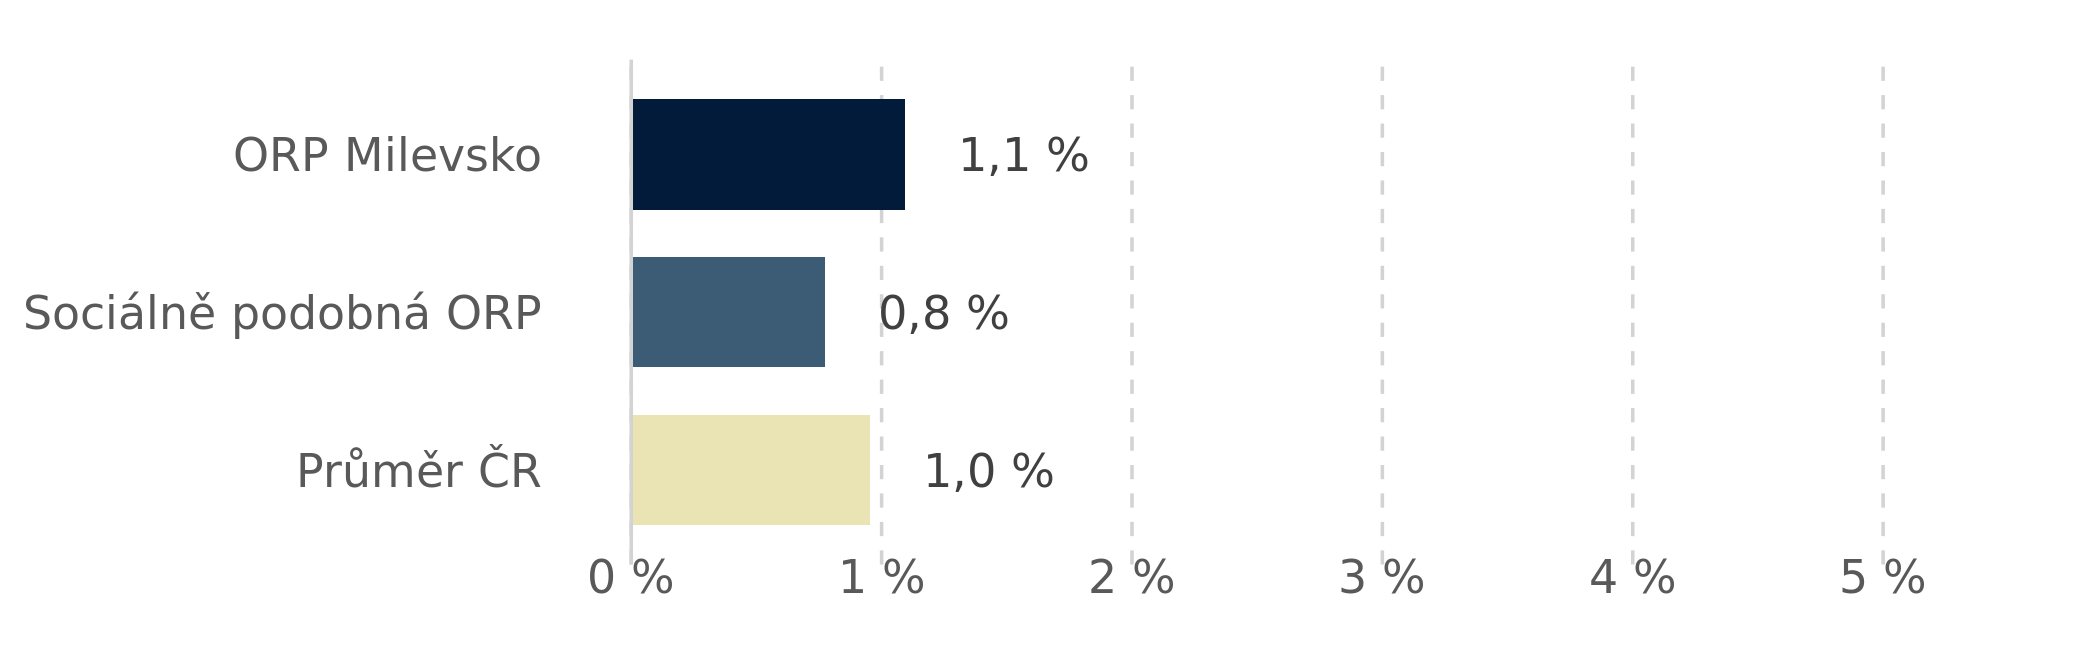 ORP Milevsko 1,1 %
Sociálně podobná ORP 0,8 %
Průměr ČR 1,0 %
0 % 1 % 2 % 3 % 4 % 5 %